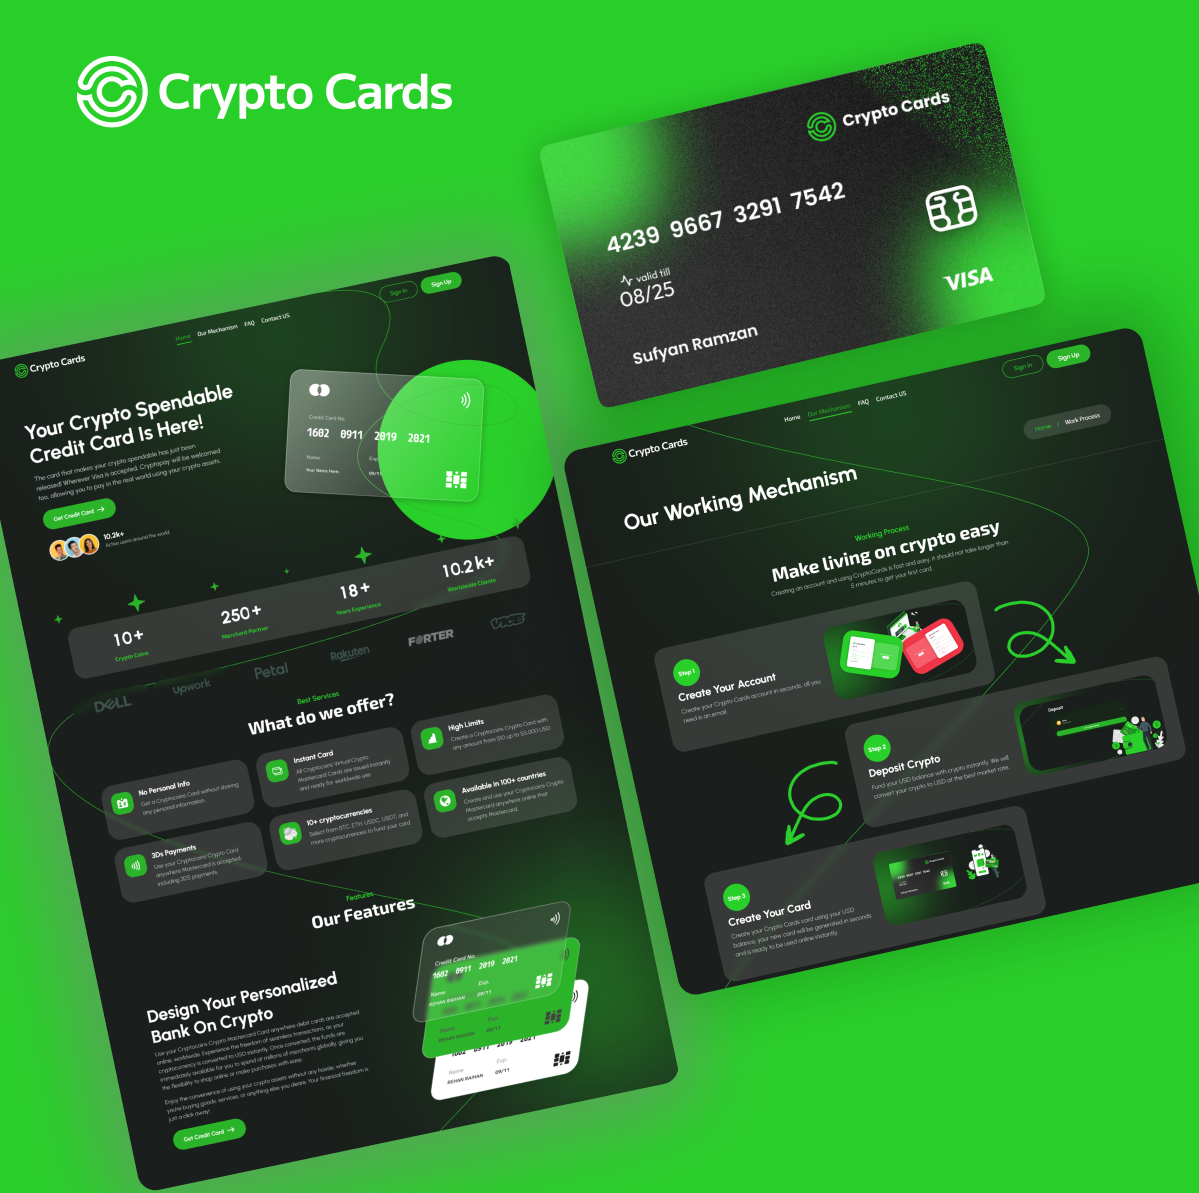 Crypto Cards
Crypto Cards
4239 9667 3291 7542
valid till
08/25
VISA
Sufyan Ramzan
Sign In
Sign Up
Home
Our Mechanism
FAQ
Contact US
Crypto Cards
Your Crypto Spendable
Credit Card Is Here!
The card that makes your crypto spendable has just been
released! Wherever Visa is accepted, Cryptopay will be welcomed
too, allowing you to pay in the real world using your crypto assets.
Get Credit Card
10.2k+
Active users around the world
Credit Card No.
1602 0911 2019 2021
Name
Exp.
Your Name Here
09/11
10+
Crypto Coins
250+
Merchand Partner
18+
Years Experience
10.2k+
Worldwide Clients
DELL
Upwork
Petal
Rakuten
FORTER
VICE
Best Services
What do we offer?
No Personal Info
Get a Cryptocoins Card without sharing
any personal information.
Instant Card
All Cryptocoins Virtual Crypto
Mastercard Cards are issued instantly
and ready for worldwide use
High Limits
Create a Cryptocoins Crypto Card with
any amount from $10 up to $5,000 USD
3Ds Payments
Use your Cryptocoins Crypto Card
anywhere Mastercard is accepted,
including 3DS payments.
10+ cryptocurrencies
Select from BTC, ETH, USDC, USDT, and
more cryptocurrencies to fund your card
Available in 100+ countries
Create and use your Cryptocoins Crypto
Mastercard anywhere online that
accepts Mastercard.
Features
Our Features
Design Your Personalized
Bank On Crypto
Use your Cryptocoins Crypto Mastercard Card anywhere debit cards are accepted
online, worldwide. Experience the freedom of seamless transactions, as your
cryptocurrency is converted to USD instantly. Once converted, the funds are
immediately available for you to spend at millions of merchants globally, giving you
the flexibility to shop online or make purchases with ease.
Enjoy the convenience of using your crypto assets without any hassle, whether
you're buying goods, services, or anything else you desire. Your financial freedom is
just a click away!
Get Credit Card
Credit Card No.
1602 0911 2019 2021
Name
Exp.
REHAN RAIHAN
09/11
Name
Exp.
REHAN RAIHAN
09/11
1602 0911 2019 2021
Name
Exp.
REHAN RAIHAN
09/11
Sign In
Sign Up
Home
Our Mechanism
FAQ
Contact US
Crypto Cards
Home / Work Process
Our Working Mechanism
Working Process
Make living on crypto easy
Creating an account and using CryptoCards is fast and easy, it should not take longer than
5 minutes to get your first card.
Step 1
Create Your Account
Create your Crypto Cards account in seconds, all you
need is an email.
Step 2
Deposit Crypto
Fund your USD balance with crypto instantly. We will
convert your crypto to USD at the best market rate.
Deposit
Step 3
Create Your Card
Create your Crypto Cards card using your USD
balance, your new card will be generated in seconds
and is ready to be used online instantly.